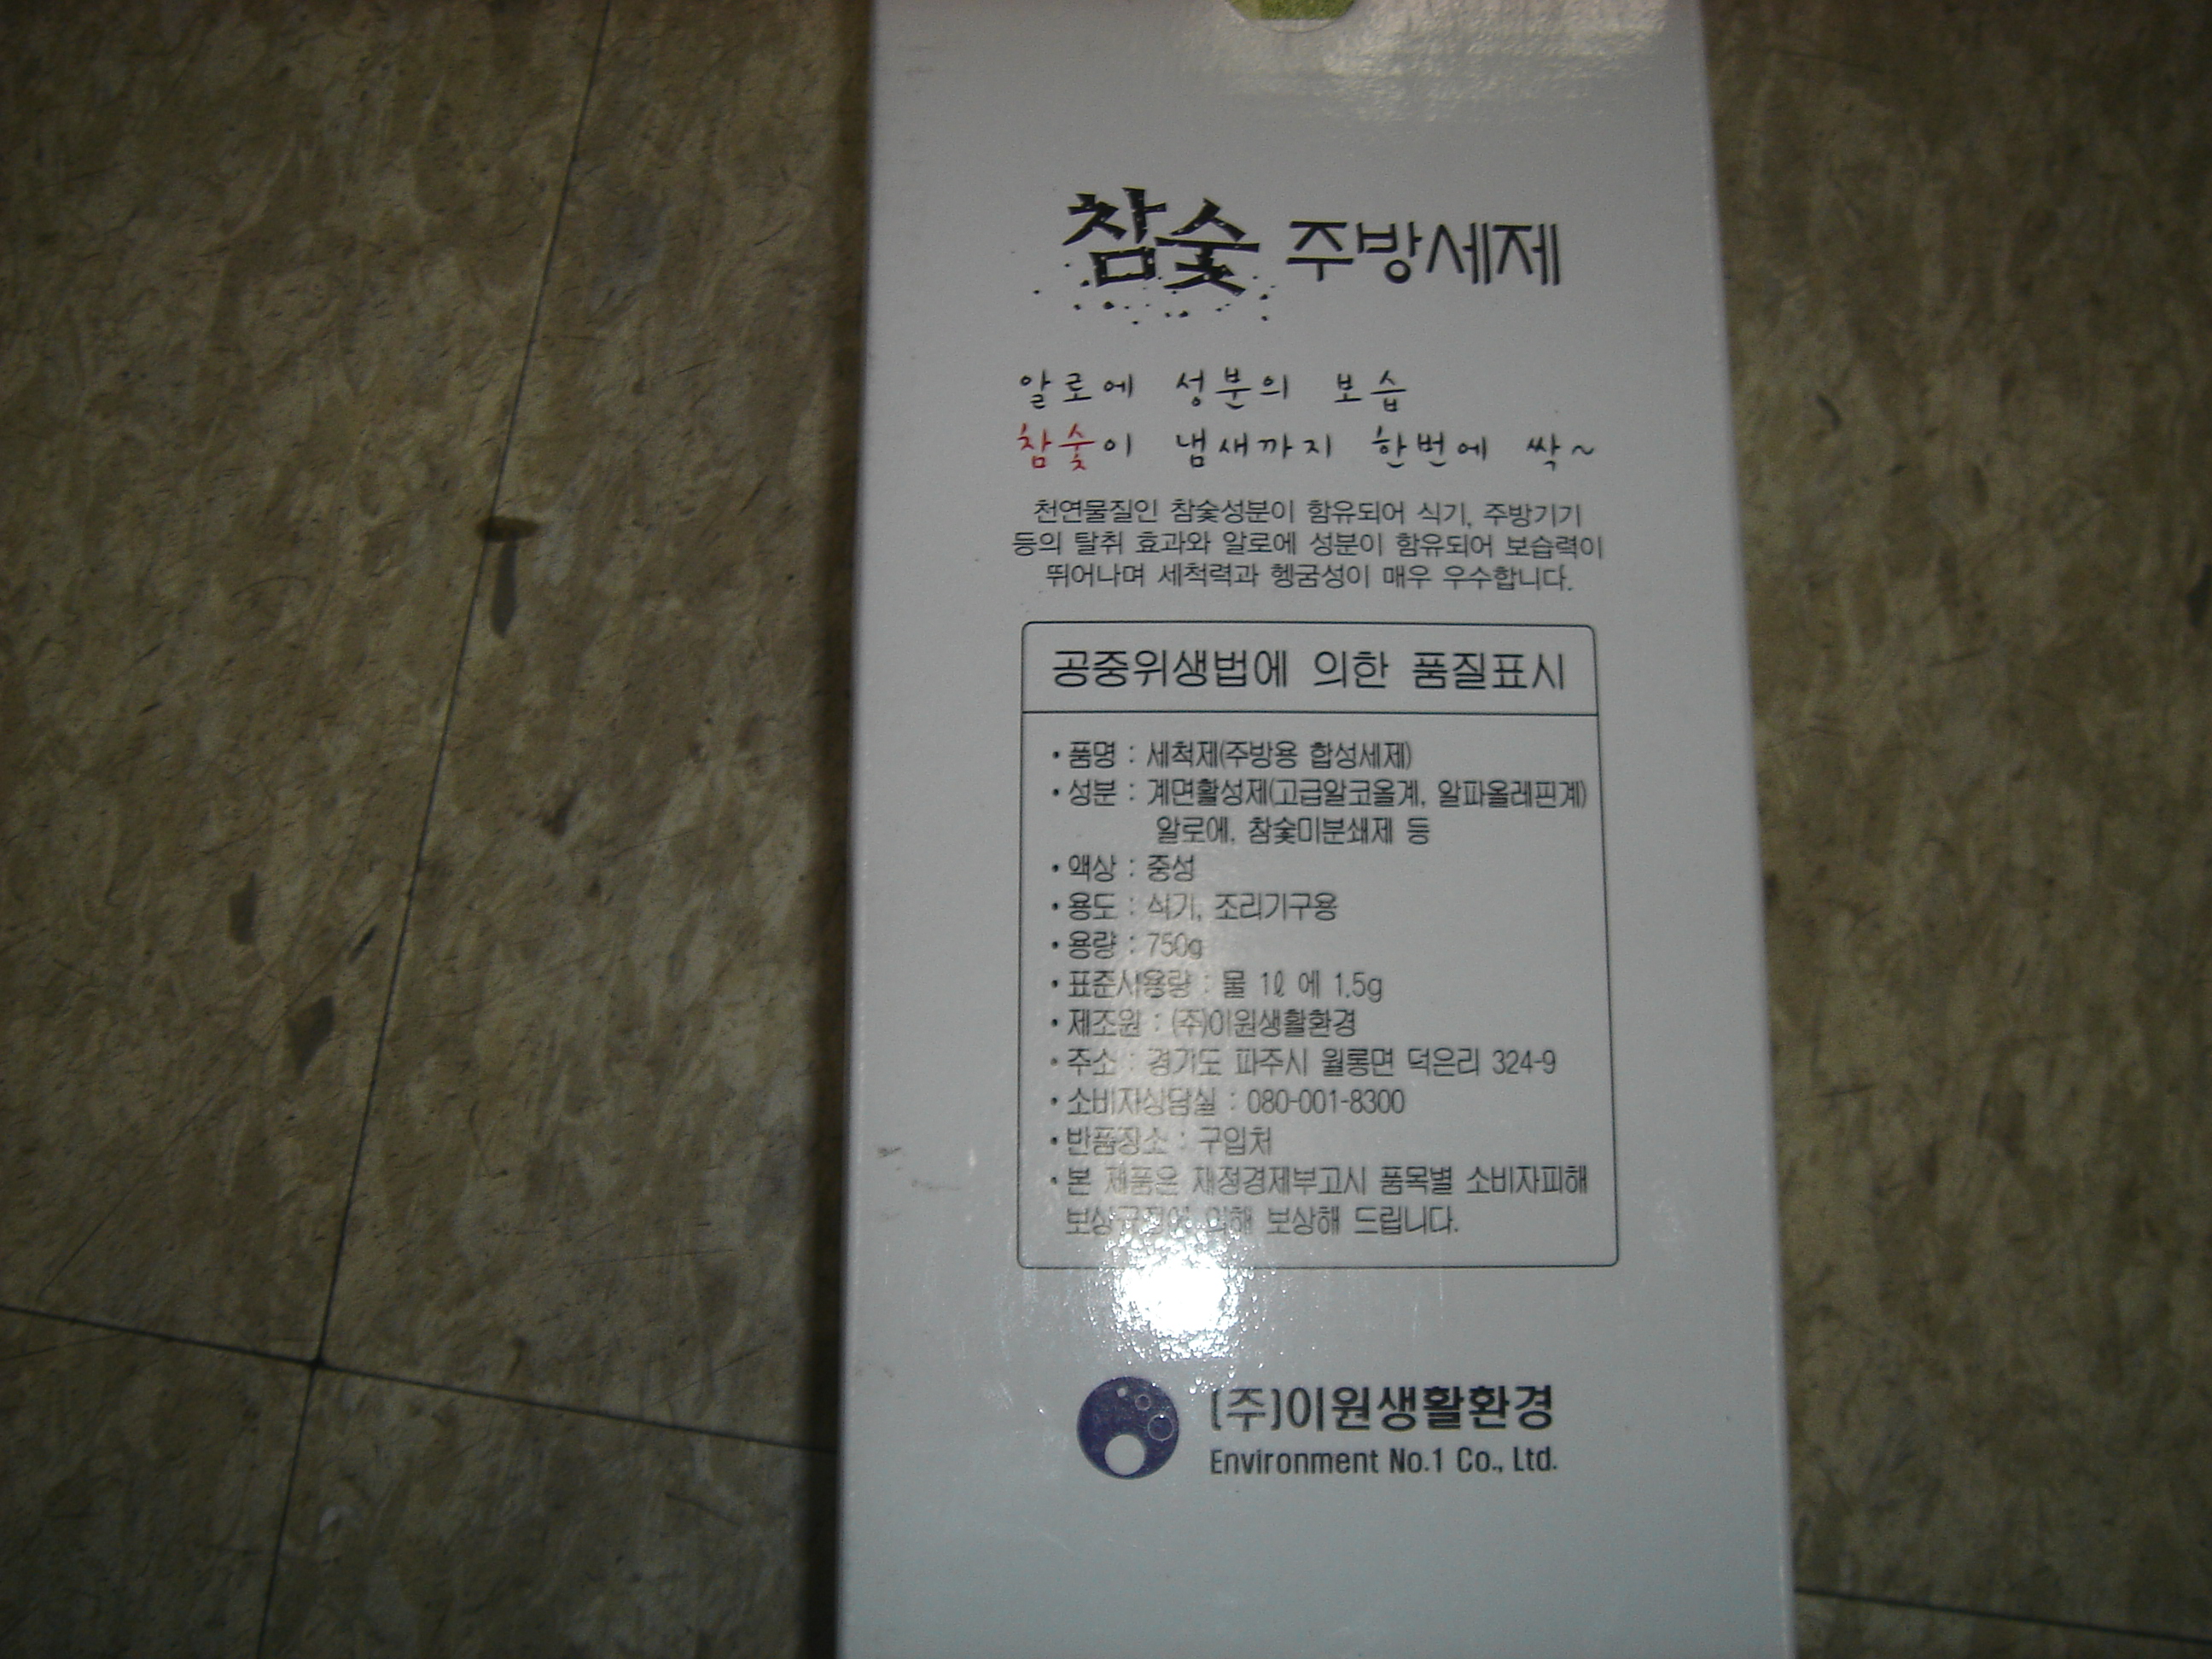 참숯 주방세제
알로에 성분의 보습
참숯이 냄새까지 한번에 싹~
천연물질인 참숯성분이 함유되어 식기, 주방기기
등의 탈취 효과와 알로에 성분이 함유되어 보습력이
뛰어나며 세척력과 헹굼성이 매우 우수합니다.
공중위생법에 의한 품질표시
• 품명 : 세척제(주방용 합성세제)
• 성분 : 계면활성제(고급알코올계, 알파올레핀계)
알로에, 참숯미분쇄제 등
• 액상 : 중성
• 용도 : 식기, 조리기구용
• 용량 : 750g
• 표준사용량 : 물 1ℓ 에 1.5g
• 제조원 : (주)이원생활환경
• 주소 : 경기도 파주시 월롱면 덕은리 324-9
• 소비자상담실 : 080-001-8300
• 반품장소 : 구입처
• 본 제품은 재정경제부고시 품목별 소비자피해
보상규정에 의해 보상해 드립니다.
(주)이원생활환경
Environment No.1 Co., Ltd.